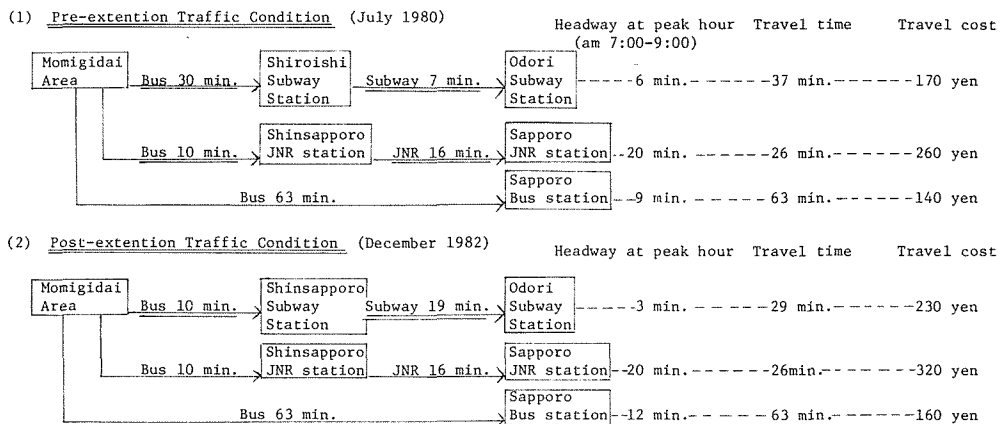 (1) Pre-extention Traffic Condition (July 1980)
Headway at peak hour Travel time Travel cost
(am 7:00-9:00)
Momigidai Area
Bus 30 min.
Shiroishi Subway Station
Subway 7 min.
Odori Subway Station
6 min. 37 min. 170 yen
Bus 10 min.
Shinsapporo JNR station
JNR 16 min.
Sapporo JNR station
20 min. 26 min. 260 yen
Bus 63 min.
Sapporo Bus station
9 min. 63 min. 140 yen
(2) Post-extention Traffic Condition (December 1982)
Headway at peak hour Travel time Travel cost
Momigidai Area
Bus 10 min.
Shinsapporo Subway Station
Subway 19 min.
Odori Subway Station
3 min. 29 min. 230 yen
Bus 10 min.
Shinsapporo JNR station
JNR 16 min.
Sapporo JNR station
20 min. 26min. 320 yen
Bus 63 min.
Sapporo Bus station
12 min. 63 min. 160 yen